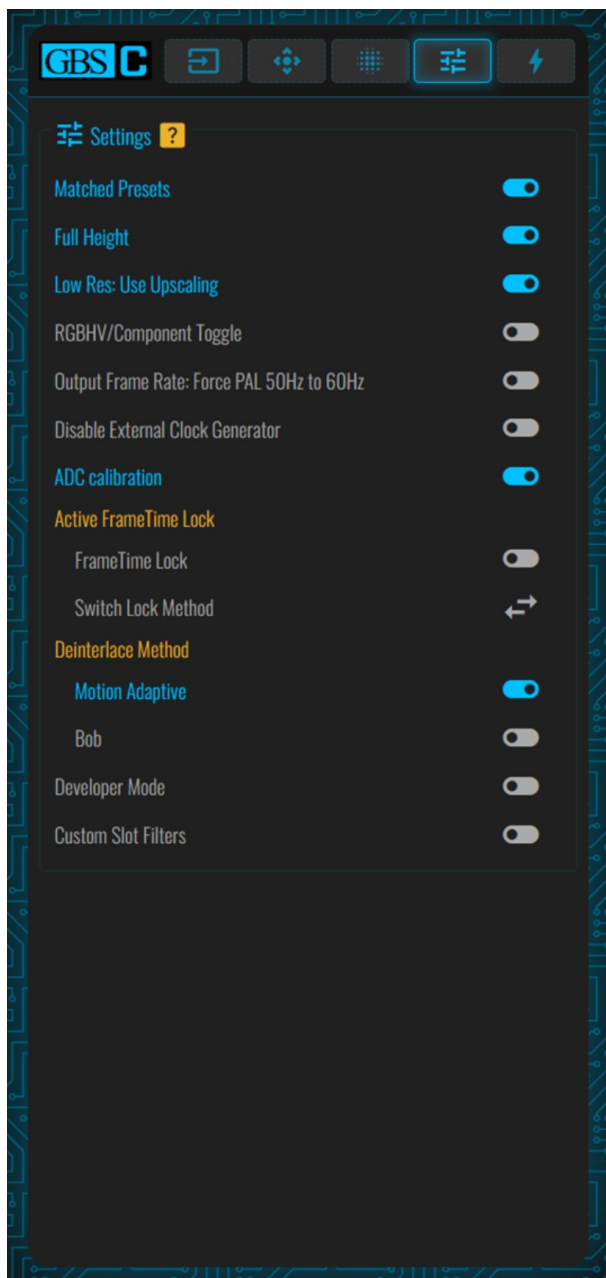 GBS C
Settings ?
Matched Presets
Full Height
Low Res: Use Upscaling
RGBHV/Component Toggle
Output Frame Rate: Force PAL 50Hz to 60Hz
Disable External Clock Generator
ADC calibration
Active FrameTime Lock
FrameTime Lock
Switch Lock Method
Deinterlace Method
Motion Adaptive
Bob
Developer Mode
Custom Slot Filters